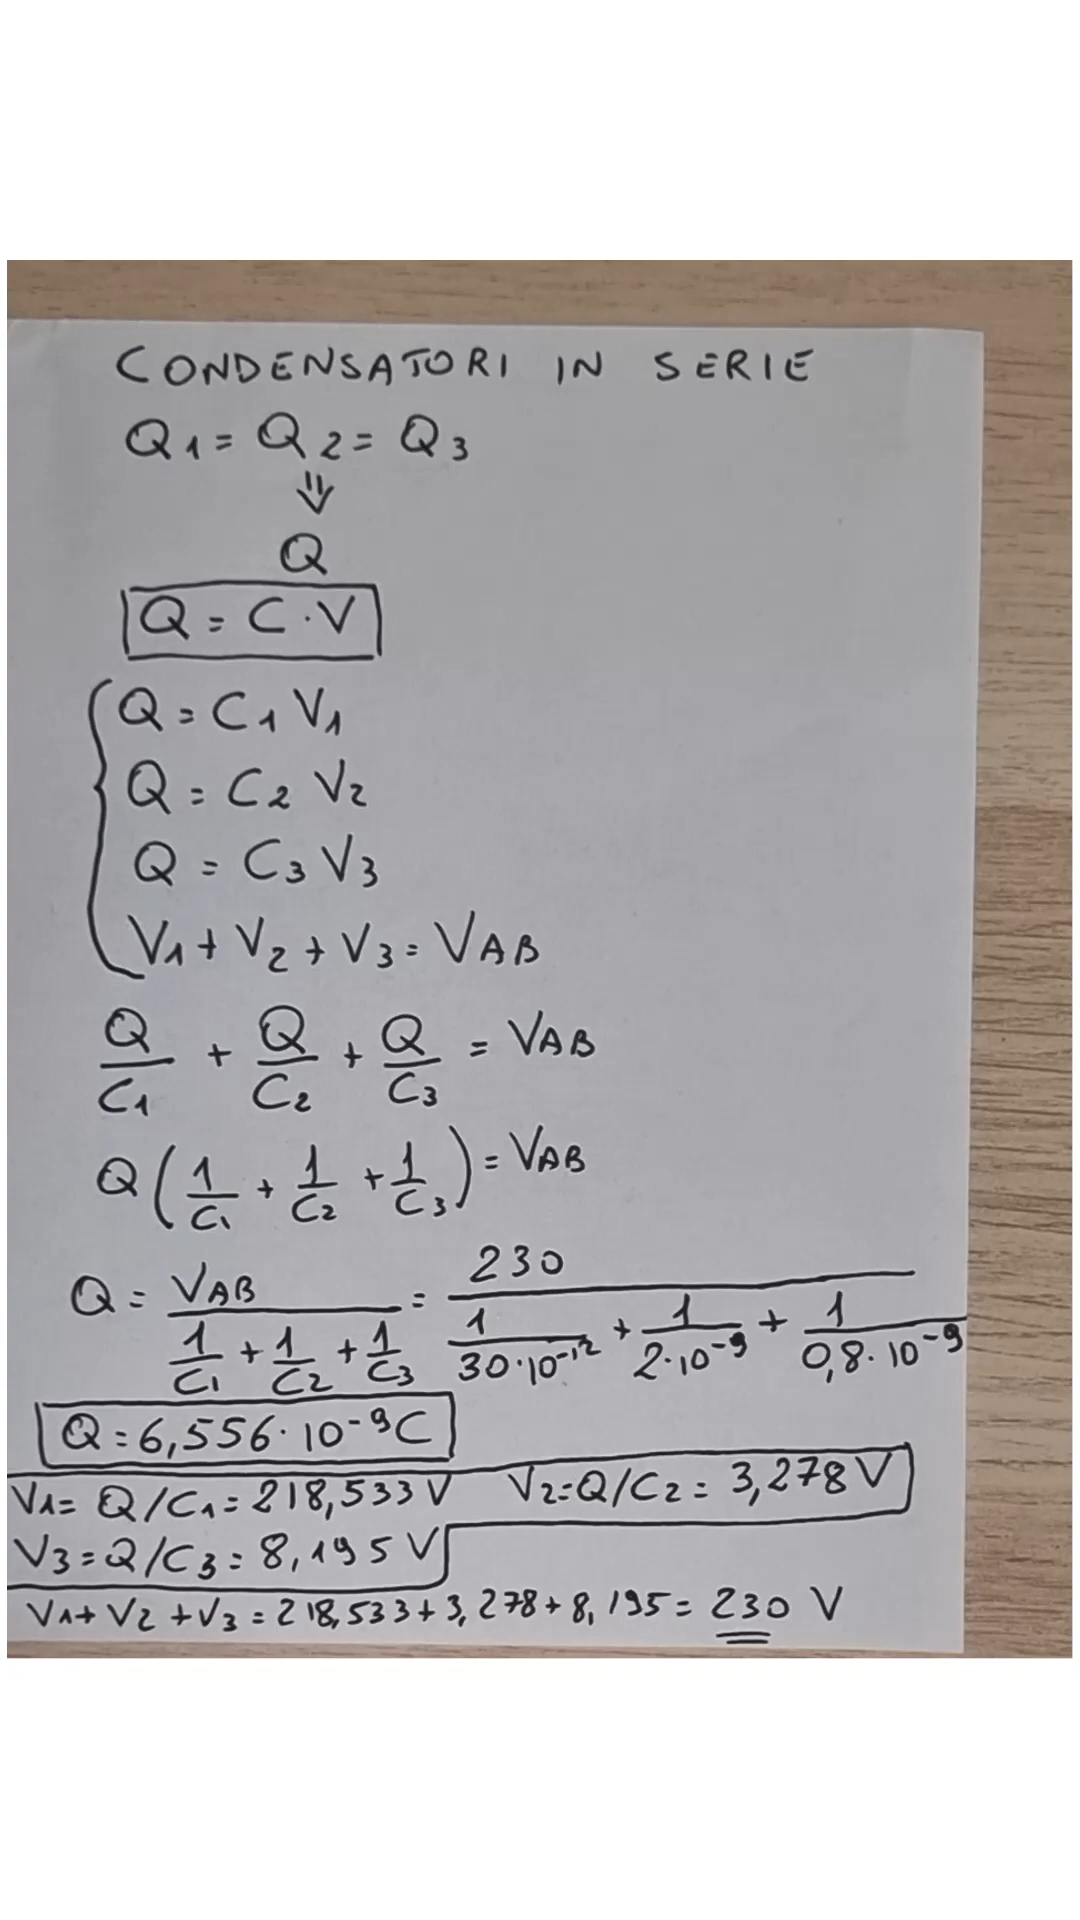 CONDENSATORI IN SERIE
Q1 = Q2 = Q3
⇓
Q
Q = C · V
Q = C1 V1
Q = C2 V2
Q = C3 V3
V1 + V2 + V3 = VAB
Q/C1 + Q/C2 + Q/C3 = VAB
Q (1/C1 + 1/C2 + 1/C3) = VAB
Q = VAB / (1/C1 + 1/C2 + 1/C3) = 230 / (1/30·10⁻¹² + 1/2·10⁻⁹ + 1/0,8·10⁻⁹)
Q = 6,556·10⁻⁹ C
V1 = Q/C1 = 218,533 V V2 = Q/C2 = 3,278 V
V3 = Q/C3 = 8,195 V
V1 + V2 + V3 = 218,533 + 3,278 + 8,195 = 230 V